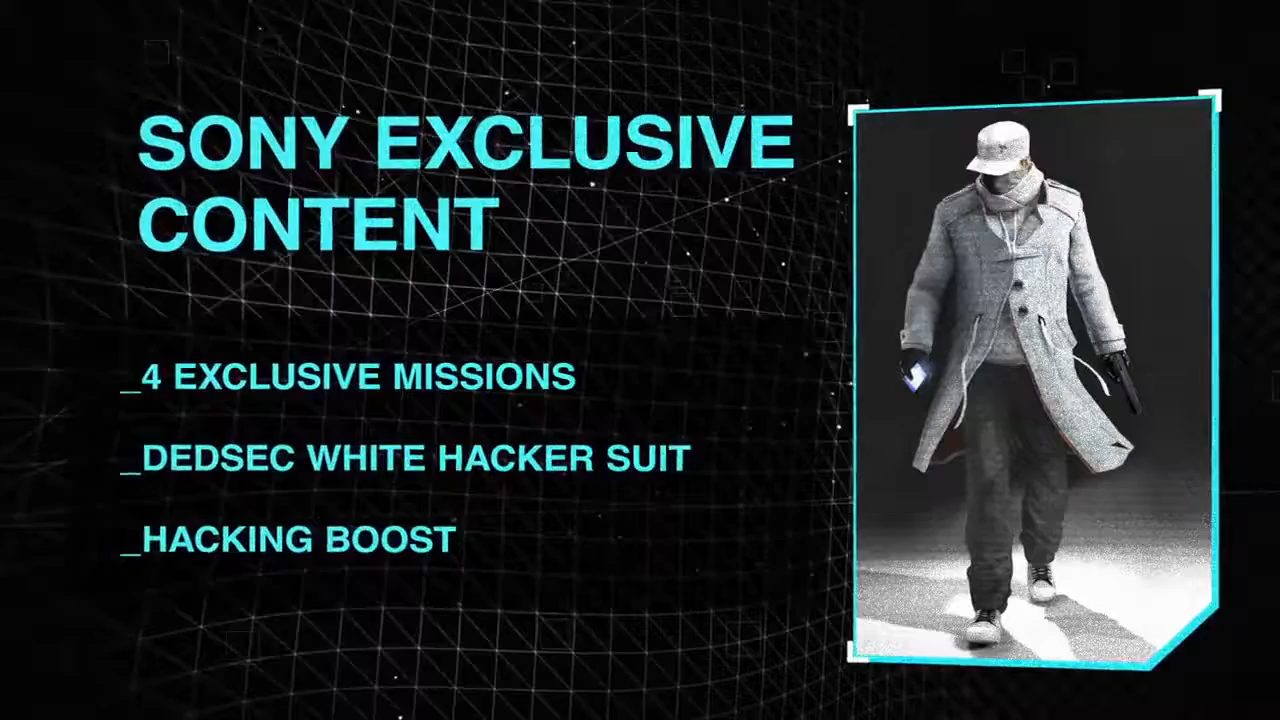 SONY EXCLUSIVE
CONTENT
_4 EXCLUSIVE MISSIONS
_DEDSEC WHITE HACKER SUIT
_HACKING BOOST